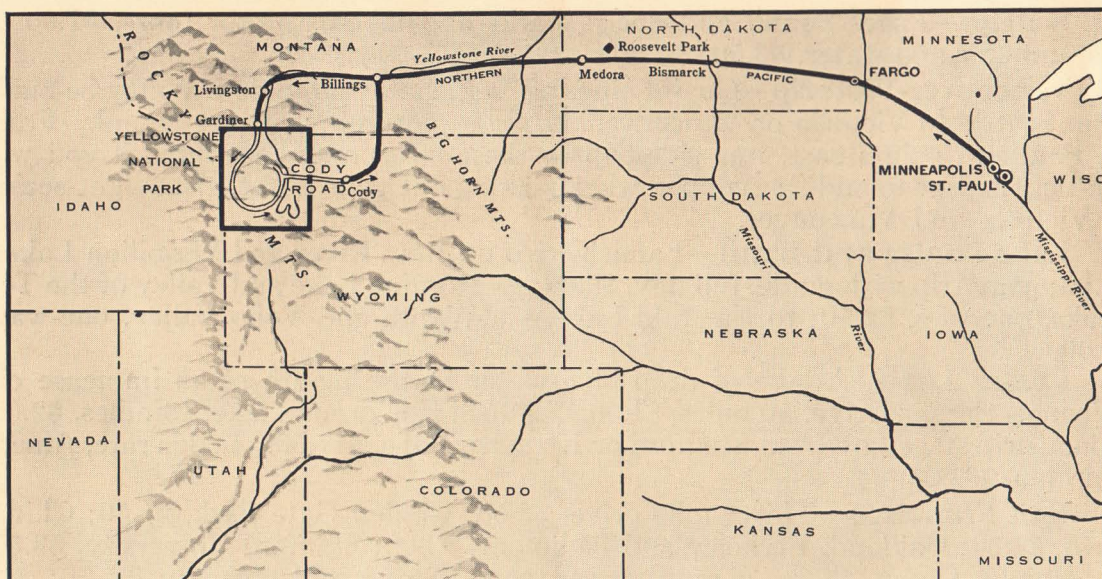 NORTH DAKOTA
MINNESOTA
ROCKY
MONTANA
Yellowstone River
Roosevelt Park
NORTHERN
Medora
Bismarck
PACIFIC
FARGO
Livingston
Billings
Gardiner
YELLOWSTONE
NATIONAL
PARK
CODY
ROAD
Cody
BIG HORN MTS.
MINNEAPOLIS
ST. PAUL
WISC
IDAHO
SOUTH DAKOTA
MTS.
Missouri
River
Mississippi River
WYOMING
NEBRASKA
IOWA
NEVADA
UTAH
COLORADO
KANSAS
MISSOURI